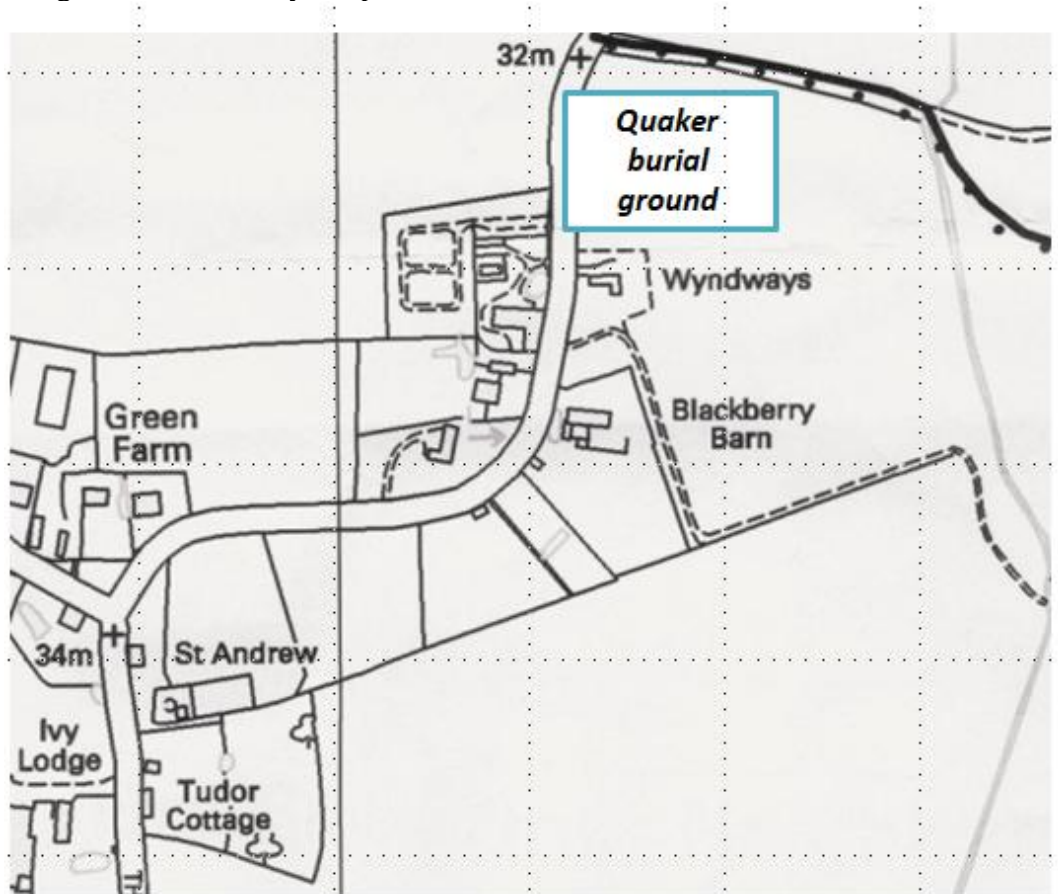 32m
Quaker
burial
ground
Wyndways
Green
Farm
Blackberry
Barn
34m
St Andrew
Ivy
Lodge
Tudor
Cottage